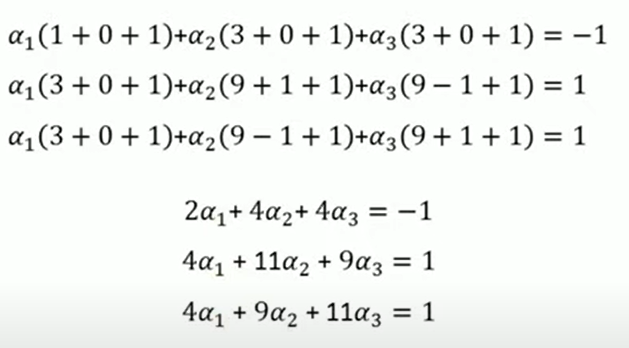 α₁(1 + 0 + 1)+α₂(3 + 0 + 1)+α₃(3 + 0 + 1) = −1
α₁(3 + 0 + 1)+α₂(9 + 1 + 1)+α₃(9 − 1 + 1) = 1
α₁(3 + 0 + 1)+α₂(9 − 1 + 1)+α₃(9 + 1 + 1) = 1
2α₁+ 4α₂+ 4α₃ = −1
4α₁ + 11α₂ + 9α₃ = 1
4α₁ + 9α₂ + 11α₃ = 1